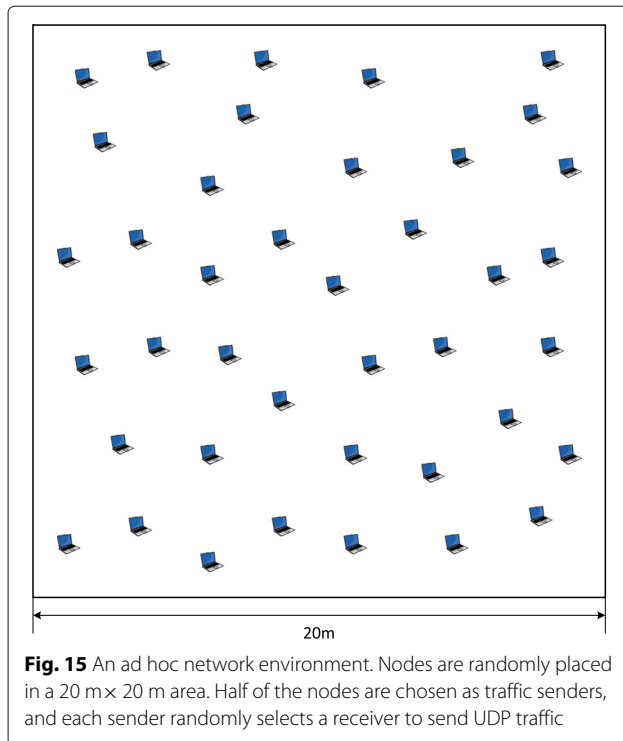 20m
Fig. 15 An ad hoc network environment. Nodes are randomly placed
in a 20 m× 20 m area. Half of the nodes are chosen as traffic senders,
and each sender randomly selects a receiver to send UDP traffic